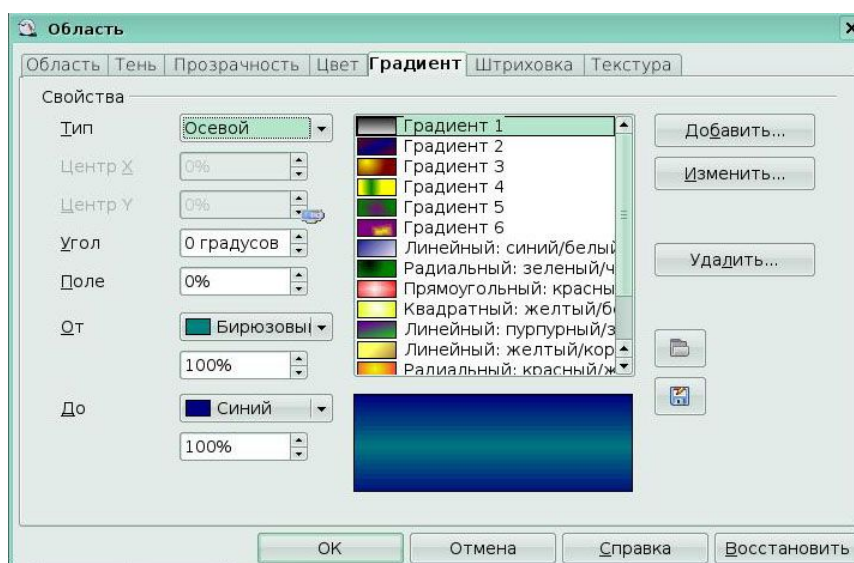 Область
Область Тень Прозрачность Цвет Градиент Штриховка Текстура
Свойства
Тип Осевой
Центр X 0%
Центр Y 0%
Угол 0 градусов
Поле 0%
От Бирюзовы
100%
До Синий
100%
Градиент 1
Градиент 2
Градиент 3
Градиент 4
Градиент 5
Градиент 6
Линейный: синий/белый
Радиальный: зеленый/ч
Прямоугольный: красны
Квадратный: желтый/б
Линейный: пурпурный/з
Линейный: желтый/кор
Радиальный: красный/ж
Добавить...
Изменить...
Удалить...
OK Отмена Справка Восстановить